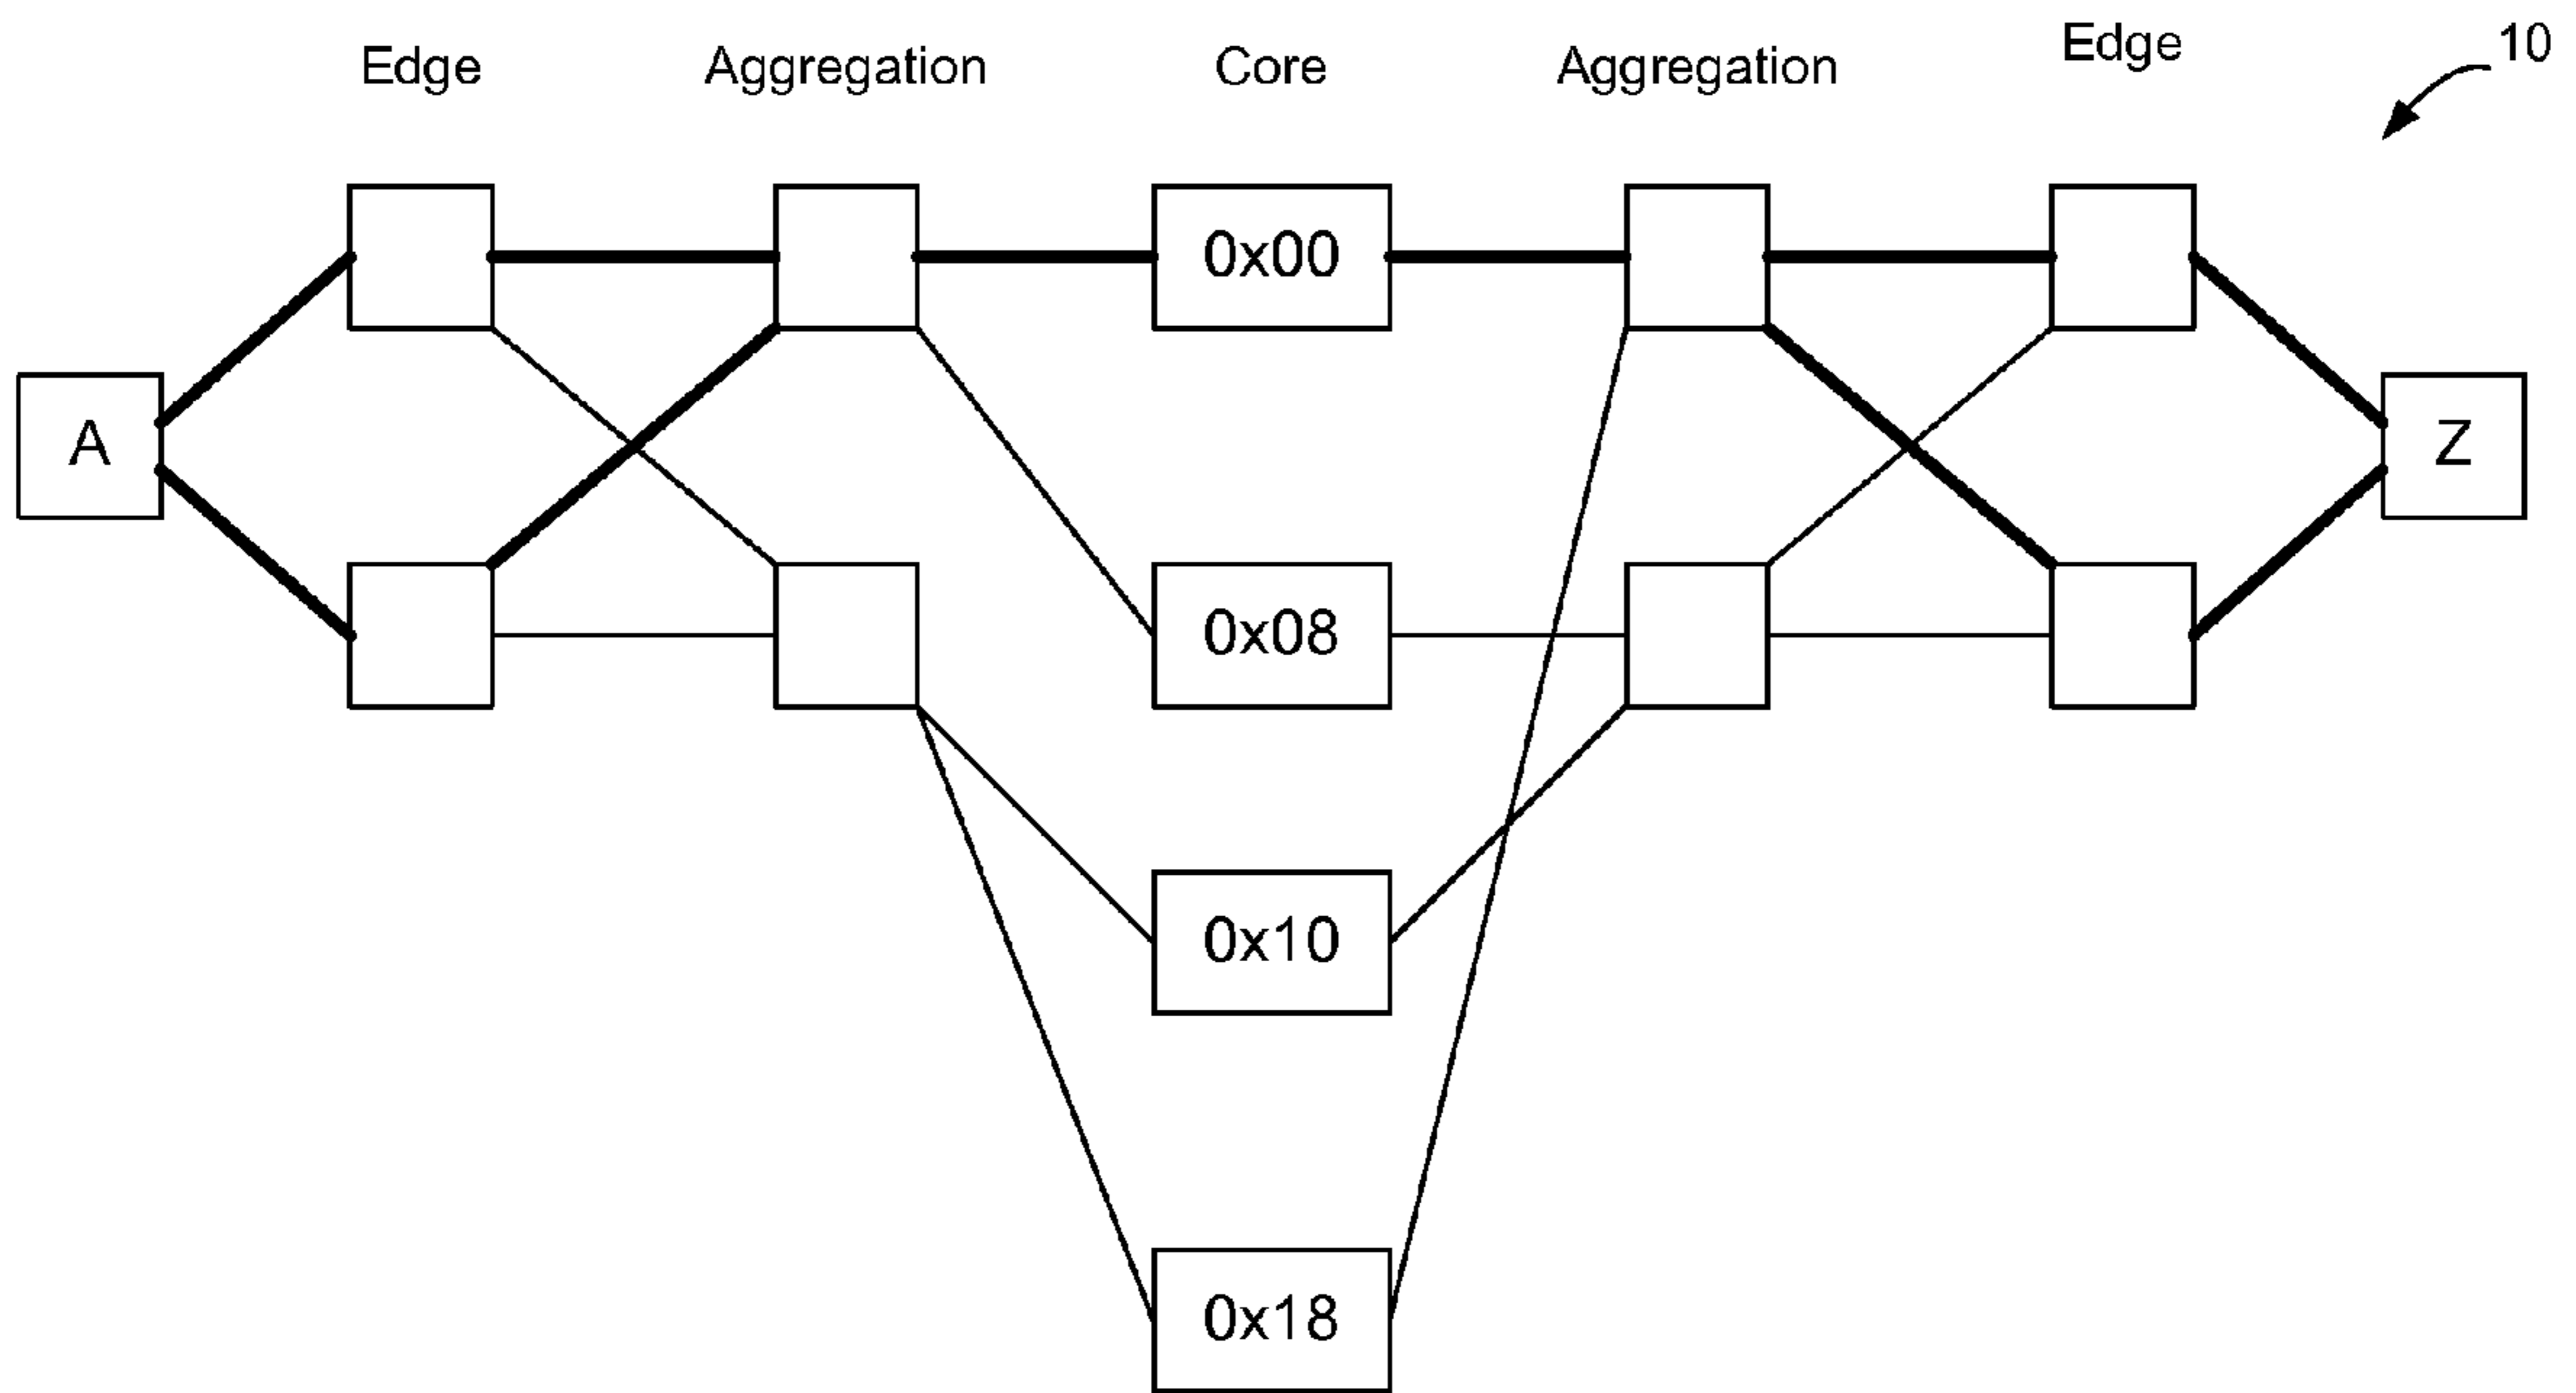 Edge Aggregation Core Aggregation Edge 10
0x00
A Z
0x08
0x10
0x18